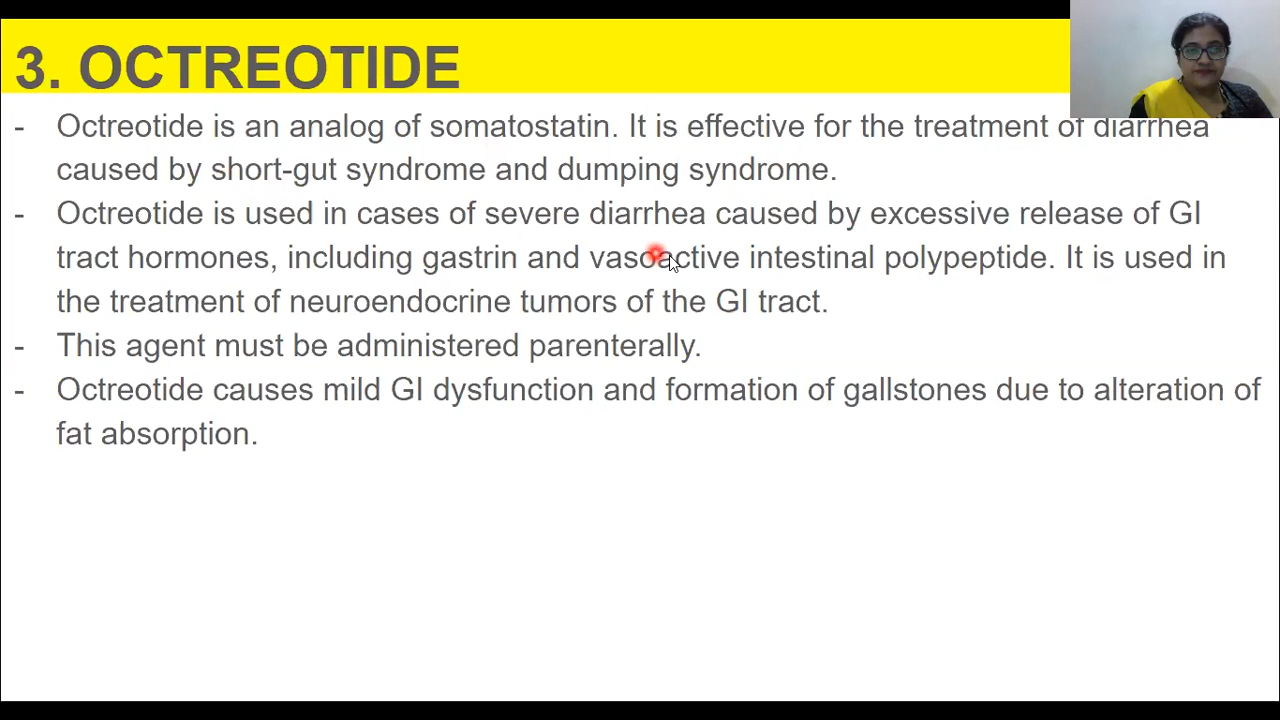 3. OCTREOTIDE
- Octreotide is an analog of somatostatin. It is effective for the treatment of diarrhea
caused by short-gut syndrome and dumping syndrome.
- Octreotide is used in cases of severe diarrhea caused by excessive release of GI
tract hormones, including gastrin and vasoactive intestinal polypeptide. It is used in
the treatment of neuroendocrine tumors of the GI tract.
- This agent must be administered parenterally.
- Octreotide causes mild GI dysfunction and formation of gallstones due to alteration of
fat absorption.